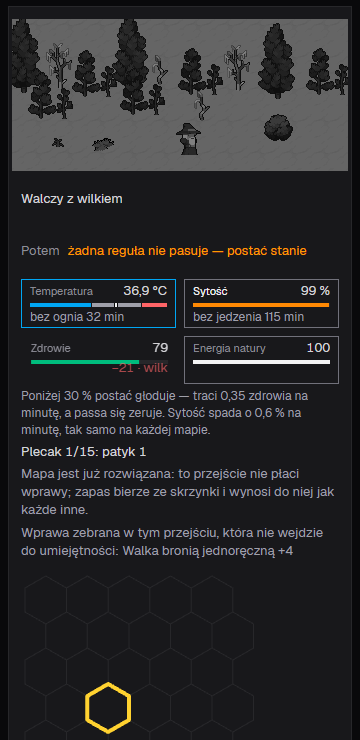 Walczy z wilkiem
Potem żadna reguła nie pasuje — postać stanie
Temperatura 36,9 °C
bez ognia 32 min
Sytość 99 %
bez jedzenia 115 min
Zdrowie 79
−21 · wilk
Energia natury 100
Poniżej 30 % postać głoduje — traci 0,35 zdrowia na
minutę, a passa się zeruje. Sytość spada o 0,6 % na
minutę, tak samo na każdej mapie.
Plecak 1/15: patyk 1
Mapa jest już rozwiązana: to przejście nie płaci
wprawy; zapas bierze ze skrzynki i wynosi do niej jak
każde inne.
Wprawa zebrana w tym przejściu, która nie wejdzie
do umiejętności: Walka bronią jednoręczną +4